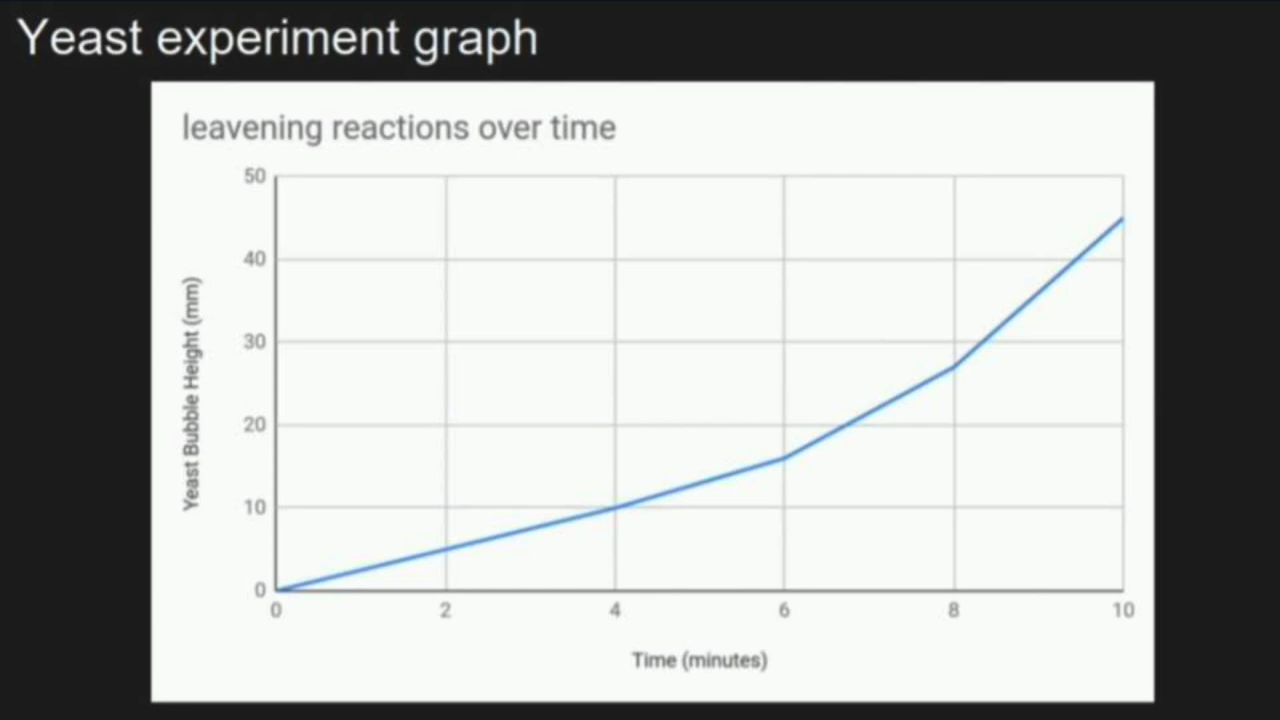 Yeast experiment graph
leavening reactions over time
50
40
30
20
10
0
Yeast Bubble Height (mm)
0 2 4 6 8 10
Time (minutes)